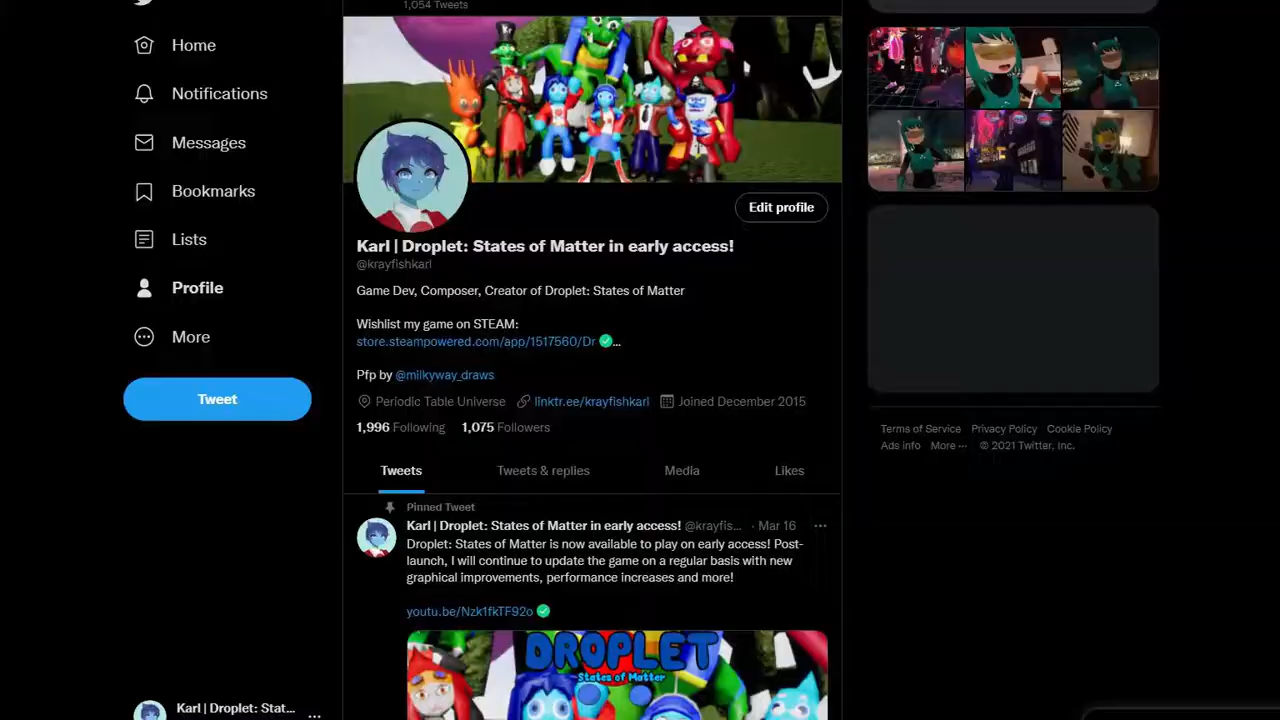 1,054 Tweets
Home
Notifications
Messages
Bookmarks
Lists
Profile
More
Tweet
Edit profile
Karl | Droplet: States of Matter in early access!
@krayfishkarl
Game Dev, Composer, Creator of Droplet: States of Matter
Wishlist my game on STEAM:
store.steampowered.com/app/1517560/Dr ...
Pfp by @milkyway_draws
Periodic Table Universe linktr.ee/krayfishkarl Joined December 2015
1,996 Following 1,075 Followers
Tweets Tweets & replies Media Likes
Pinned Tweet
Karl | Droplet: States of Matter in early access! @krayfis... · Mar 16
Droplet: States of Matter is now available to play on early access! Post-
launch, I will continue to update the game on a regular basis with new
graphical improvements, performance increases and more!
youtu.be/Nzk1fkTF92o
DROPLET
States of Matter
Karl | Droplet: Stat...
Terms of Service Privacy Policy Cookie Policy
Ads info More ··· © 2021 Twitter, Inc.